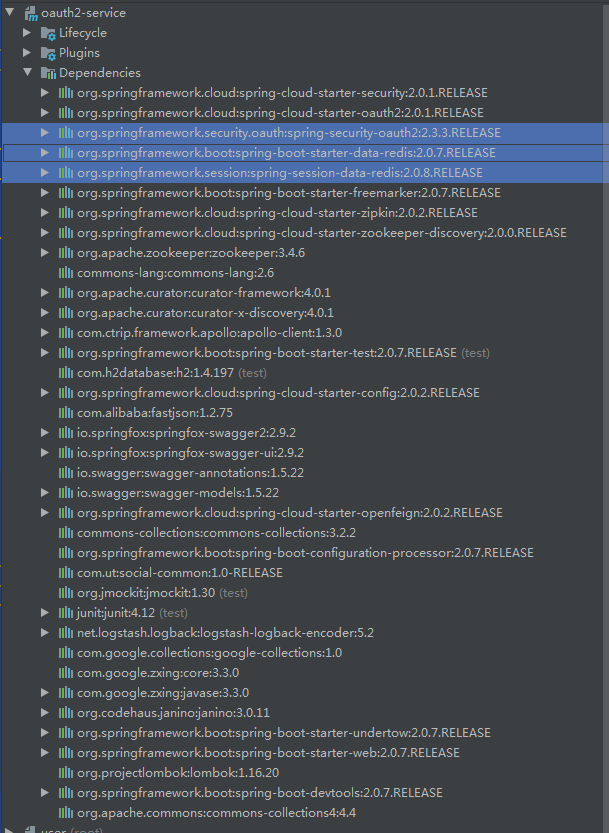 oauth2-service
Lifecycle
Plugins
Dependencies
org.springframework.cloud:spring-cloud-starter-security:2.0.1.RELEASE
org.springframework.cloud:spring-cloud-starter-oauth2:2.0.1.RELEASE
org.springframework.security.oauth:spring-security-oauth2:2.3.3.RELEASE
org.springframework.boot:spring-boot-starter-data-redis:2.0.7.RELEASE
org.springframework.session:spring-session-data-redis:2.0.8.RELEASE
org.springframework.boot:spring-boot-starter-freemarker:2.0.7.RELEASE
org.springframework.cloud:spring-cloud-starter-zipkin:2.0.2.RELEASE
org.springframework.cloud:spring-cloud-starter-zookeeper-discovery:2.0.0.RELEASE
org.apache.zookeeper:zookeeper:3.4.6
commons-lang:commons-lang:2.6
org.apache.curator:curator-framework:4.0.1
org.apache.curator:curator-x-discovery:4.0.1
com.ctrip.framework.apollo:apollo-client:1.3.0
org.springframework.boot:spring-boot-starter-test:2.0.7.RELEASE (test)
com.h2database:h2:1.4.197 (test)
org.springframework.cloud:spring-cloud-starter-config:2.0.2.RELEASE
com.alibaba:fastjson:1.2.75
io.springfox:springfox-swagger2:2.9.2
io.springfox:springfox-swagger-ui:2.9.2
io.swagger:swagger-annotations:1.5.22
io.swagger:swagger-models:1.5.22
org.springframework.cloud:spring-cloud-starter-openfeign:2.0.2.RELEASE
commons-collections:commons-collections:3.2.2
org.springframework.boot:spring-boot-configuration-processor:2.0.7.RELEASE
com.ut:social-common:1.0-RELEASE
org.jmockit:jmockit:1.30 (test)
junit:junit:4.12 (test)
net.logstash.logback:logstash-logback-encoder:5.2
com.google.collections:google-collections:1.0
com.google.zxing:core:3.3.0
com.google.zxing:javase:3.3.0
org.codehaus.janino:janino:3.0.11
org.springframework.boot:spring-boot-starter-undertow:2.0.7.RELEASE
org.springframework.boot:spring-boot-starter-web:2.0.7.RELEASE
org.projectlombok:lombok:1.16.20
org.springframework.boot:spring-boot-devtools:2.0.7.RELEASE
org.apache.commons:commons-collections4:4.4
user (root)